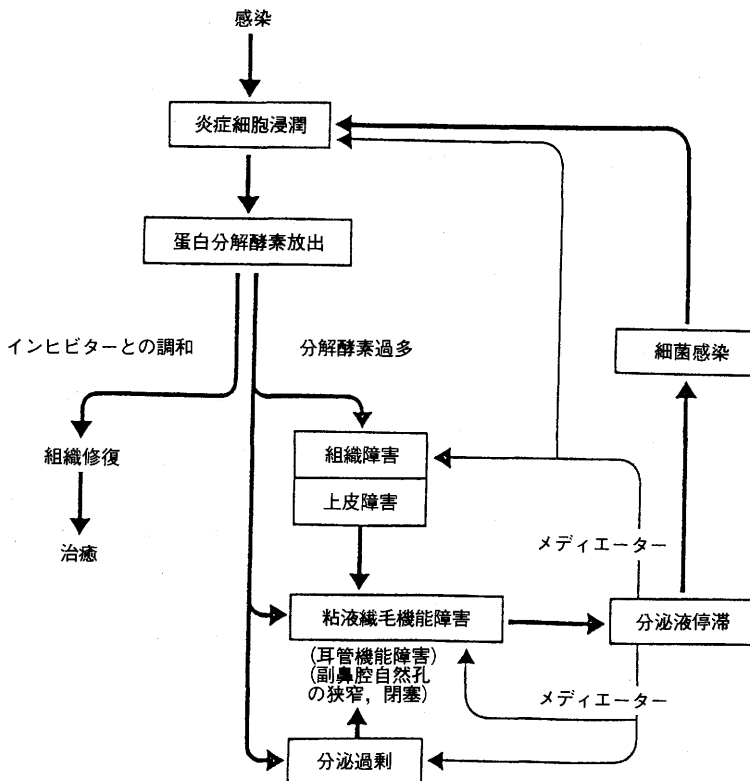 感染
炎症細胞浸潤
蛋白分解酵素放出
インヒビターとの調和
分解酵素過多
細菌感染
組織修復
組織障害
上皮障害
治癒
メディエーター
粘液繊毛機能障害
分泌液停滞
(耳管機能障害)
(副鼻腔自然孔
の狭窄，閉塞)
メディエーター
分泌過剰